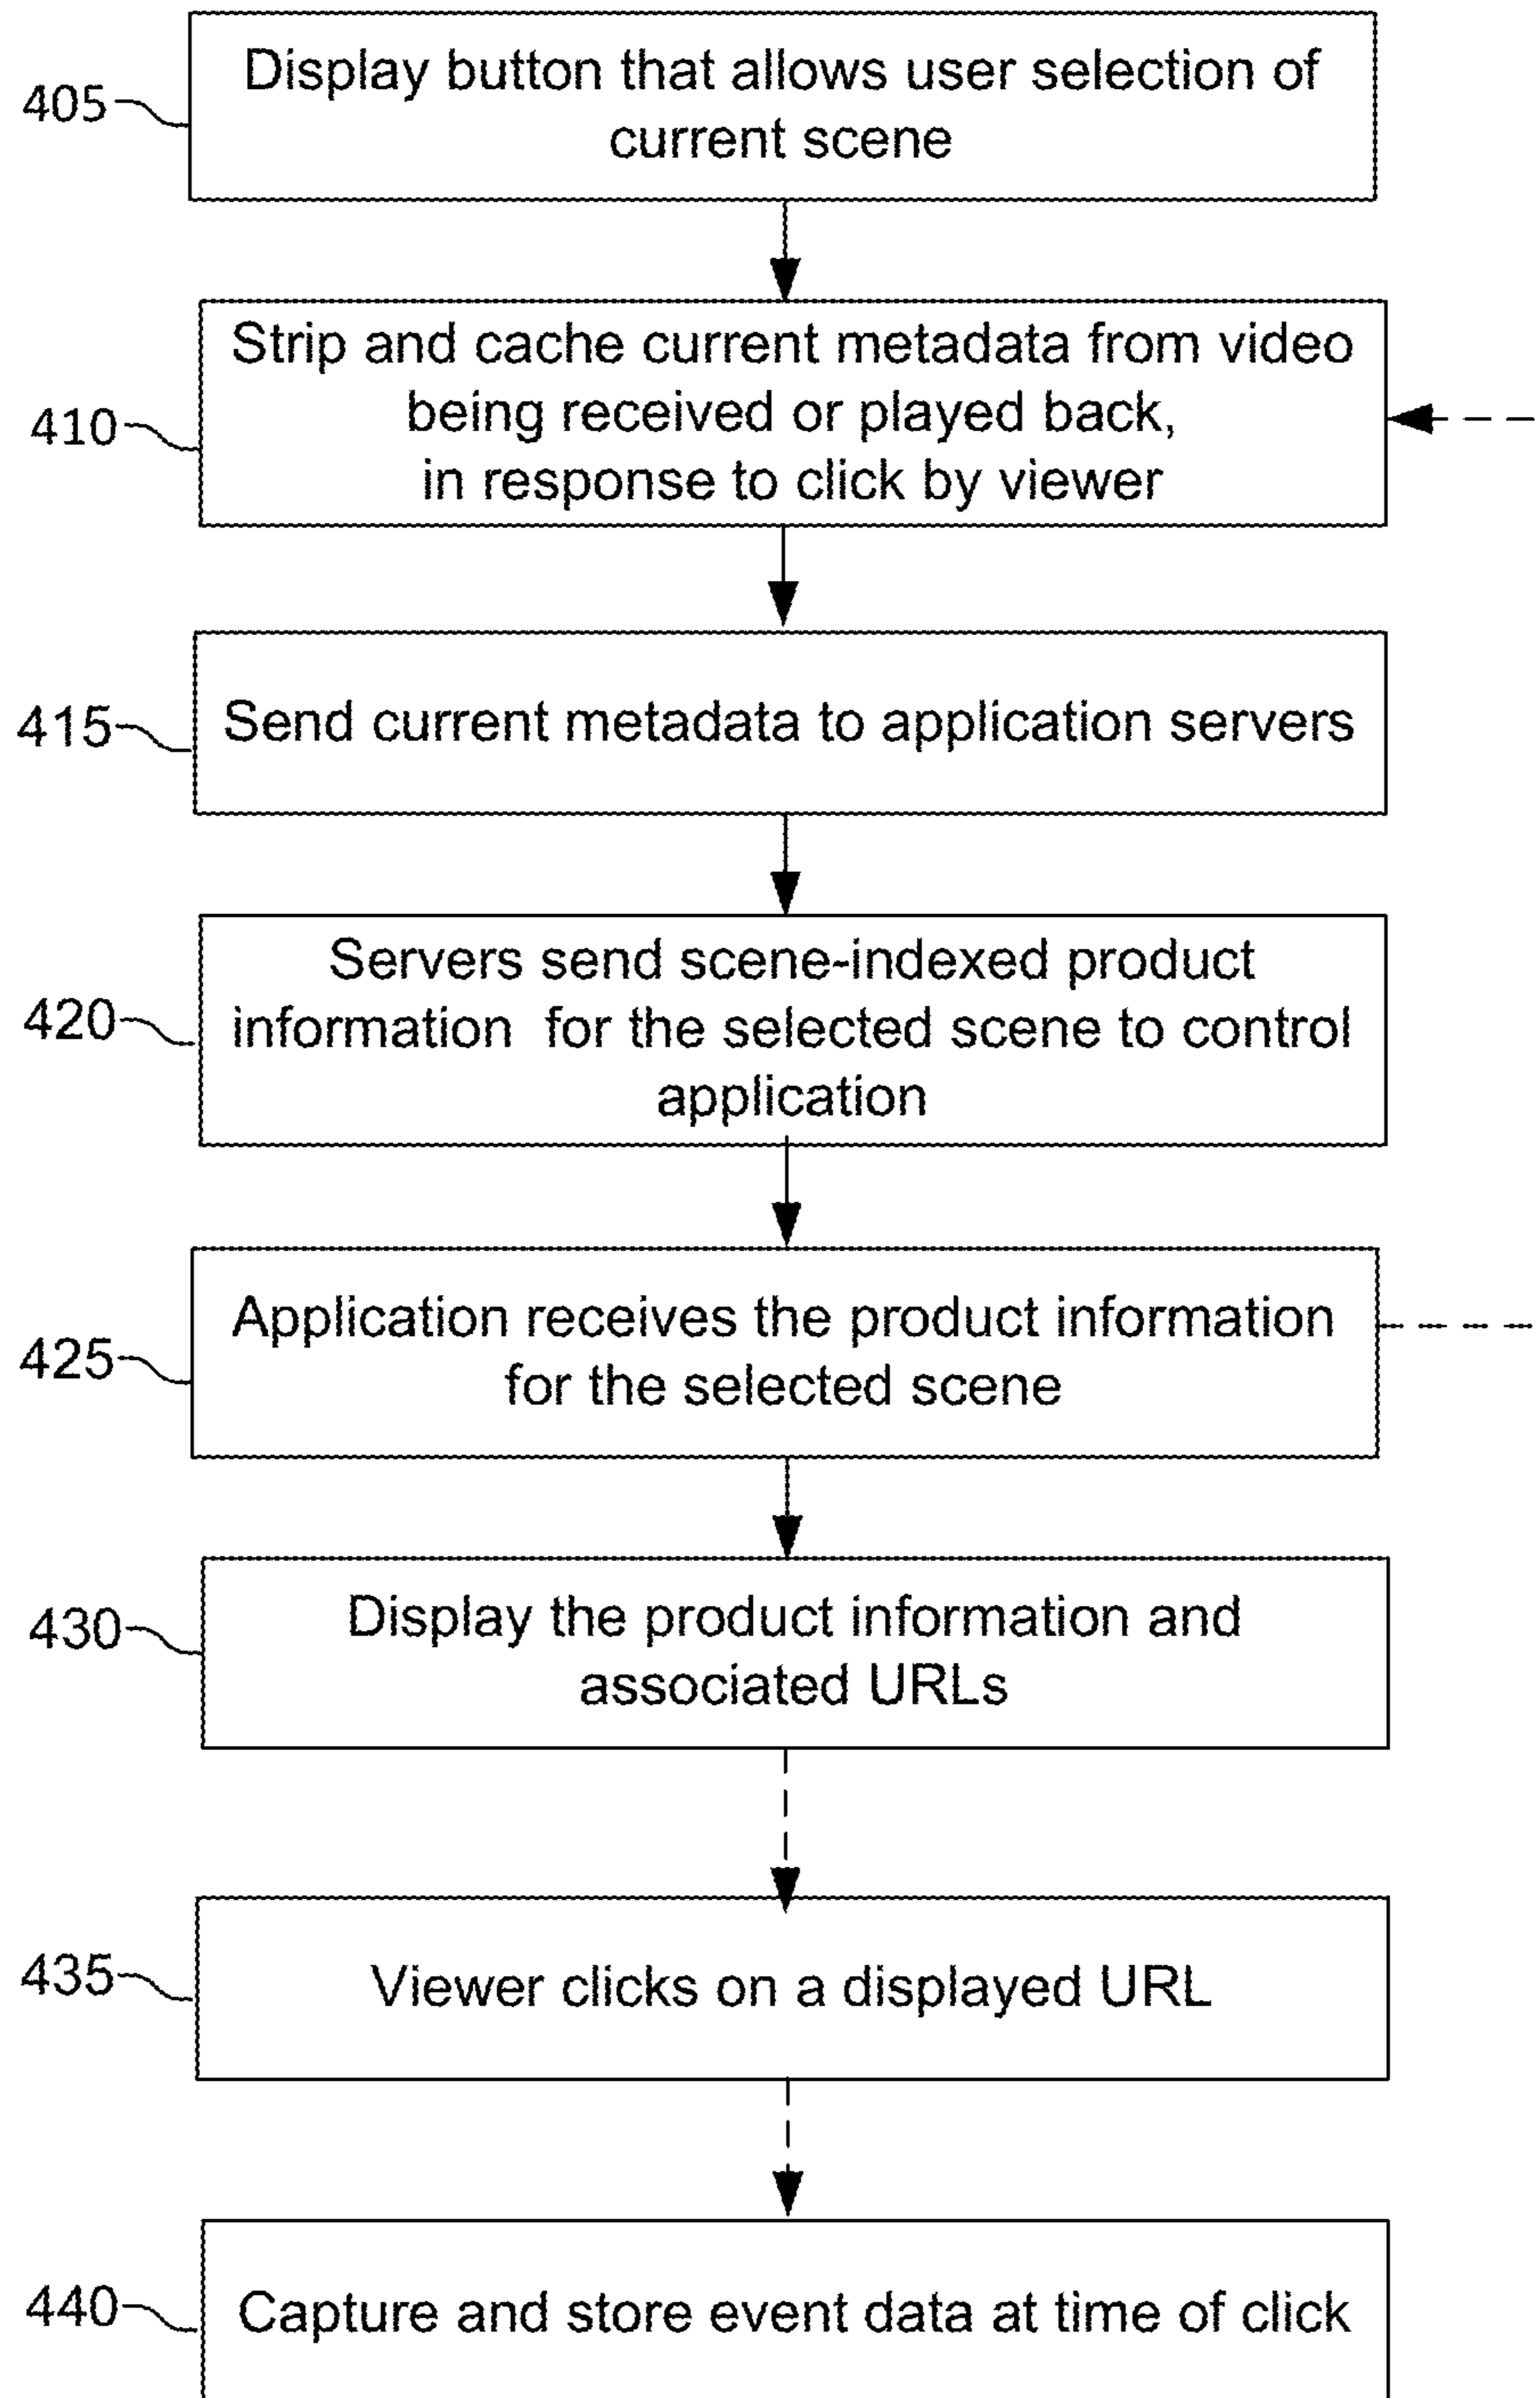 Display button that allows user selection of
current scene
405
Strip and cache current metadata from video
being received or played back,
in response to click by viewer
410
Send current metadata to application servers
415
Servers send scene-indexed product
information for the selected scene to control
application
420
Application receives the product information
for the selected scene
425
Display the product information and
associated URLs
430
Viewer clicks on a displayed URL
435
Capture and store event data at time of click
440